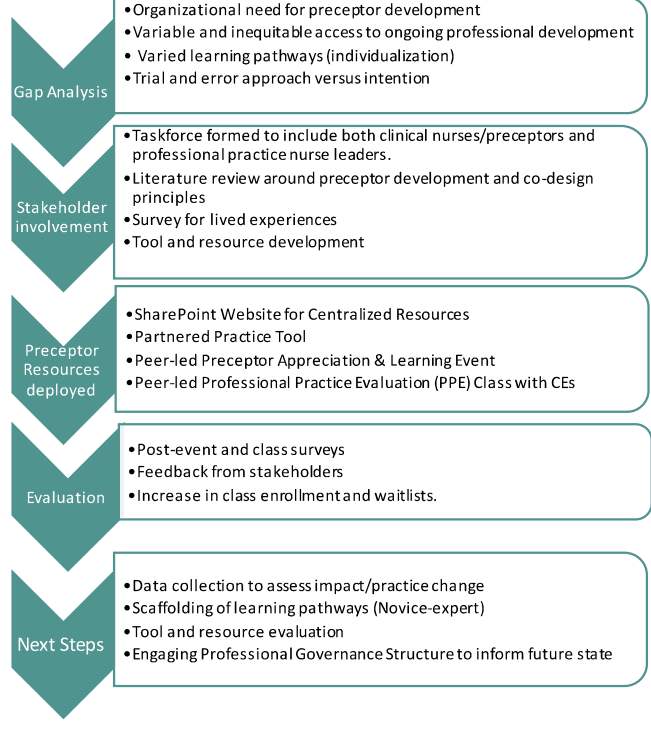 Gap Analysis
•Organizational need for preceptor development
•Variable and inequitable access to ongoing professional development
• Varied learning pathways (individualization)
•Trial and error approach versus intention
Stakeholder
involvement
•Taskforce formed to include both clinical nurses/preceptors and
professional practice nurse leaders.
•Literature review around preceptor development and co-design
principles
•Survey for lived experiences
•Tool and resource development
Preceptor
Resources
deployed
•SharePoint Website for Centralized Resources
•Partnered Practice Tool
•Peer-led Preceptor Appreciation & Learning Event
•Peer-led Professional Practice Evaluation (PPE) Class with CEs
Evaluation
•Post-event and class surveys
•Feedback from stakeholders
•Increase in class enrollment and waitlists.
Next Steps
•Data collection to assess impact/practice change
•Scaffolding of learning pathways (Novice-expert)
•Tool and resource evaluation
•Engaging Professional Governance Structure to inform future state